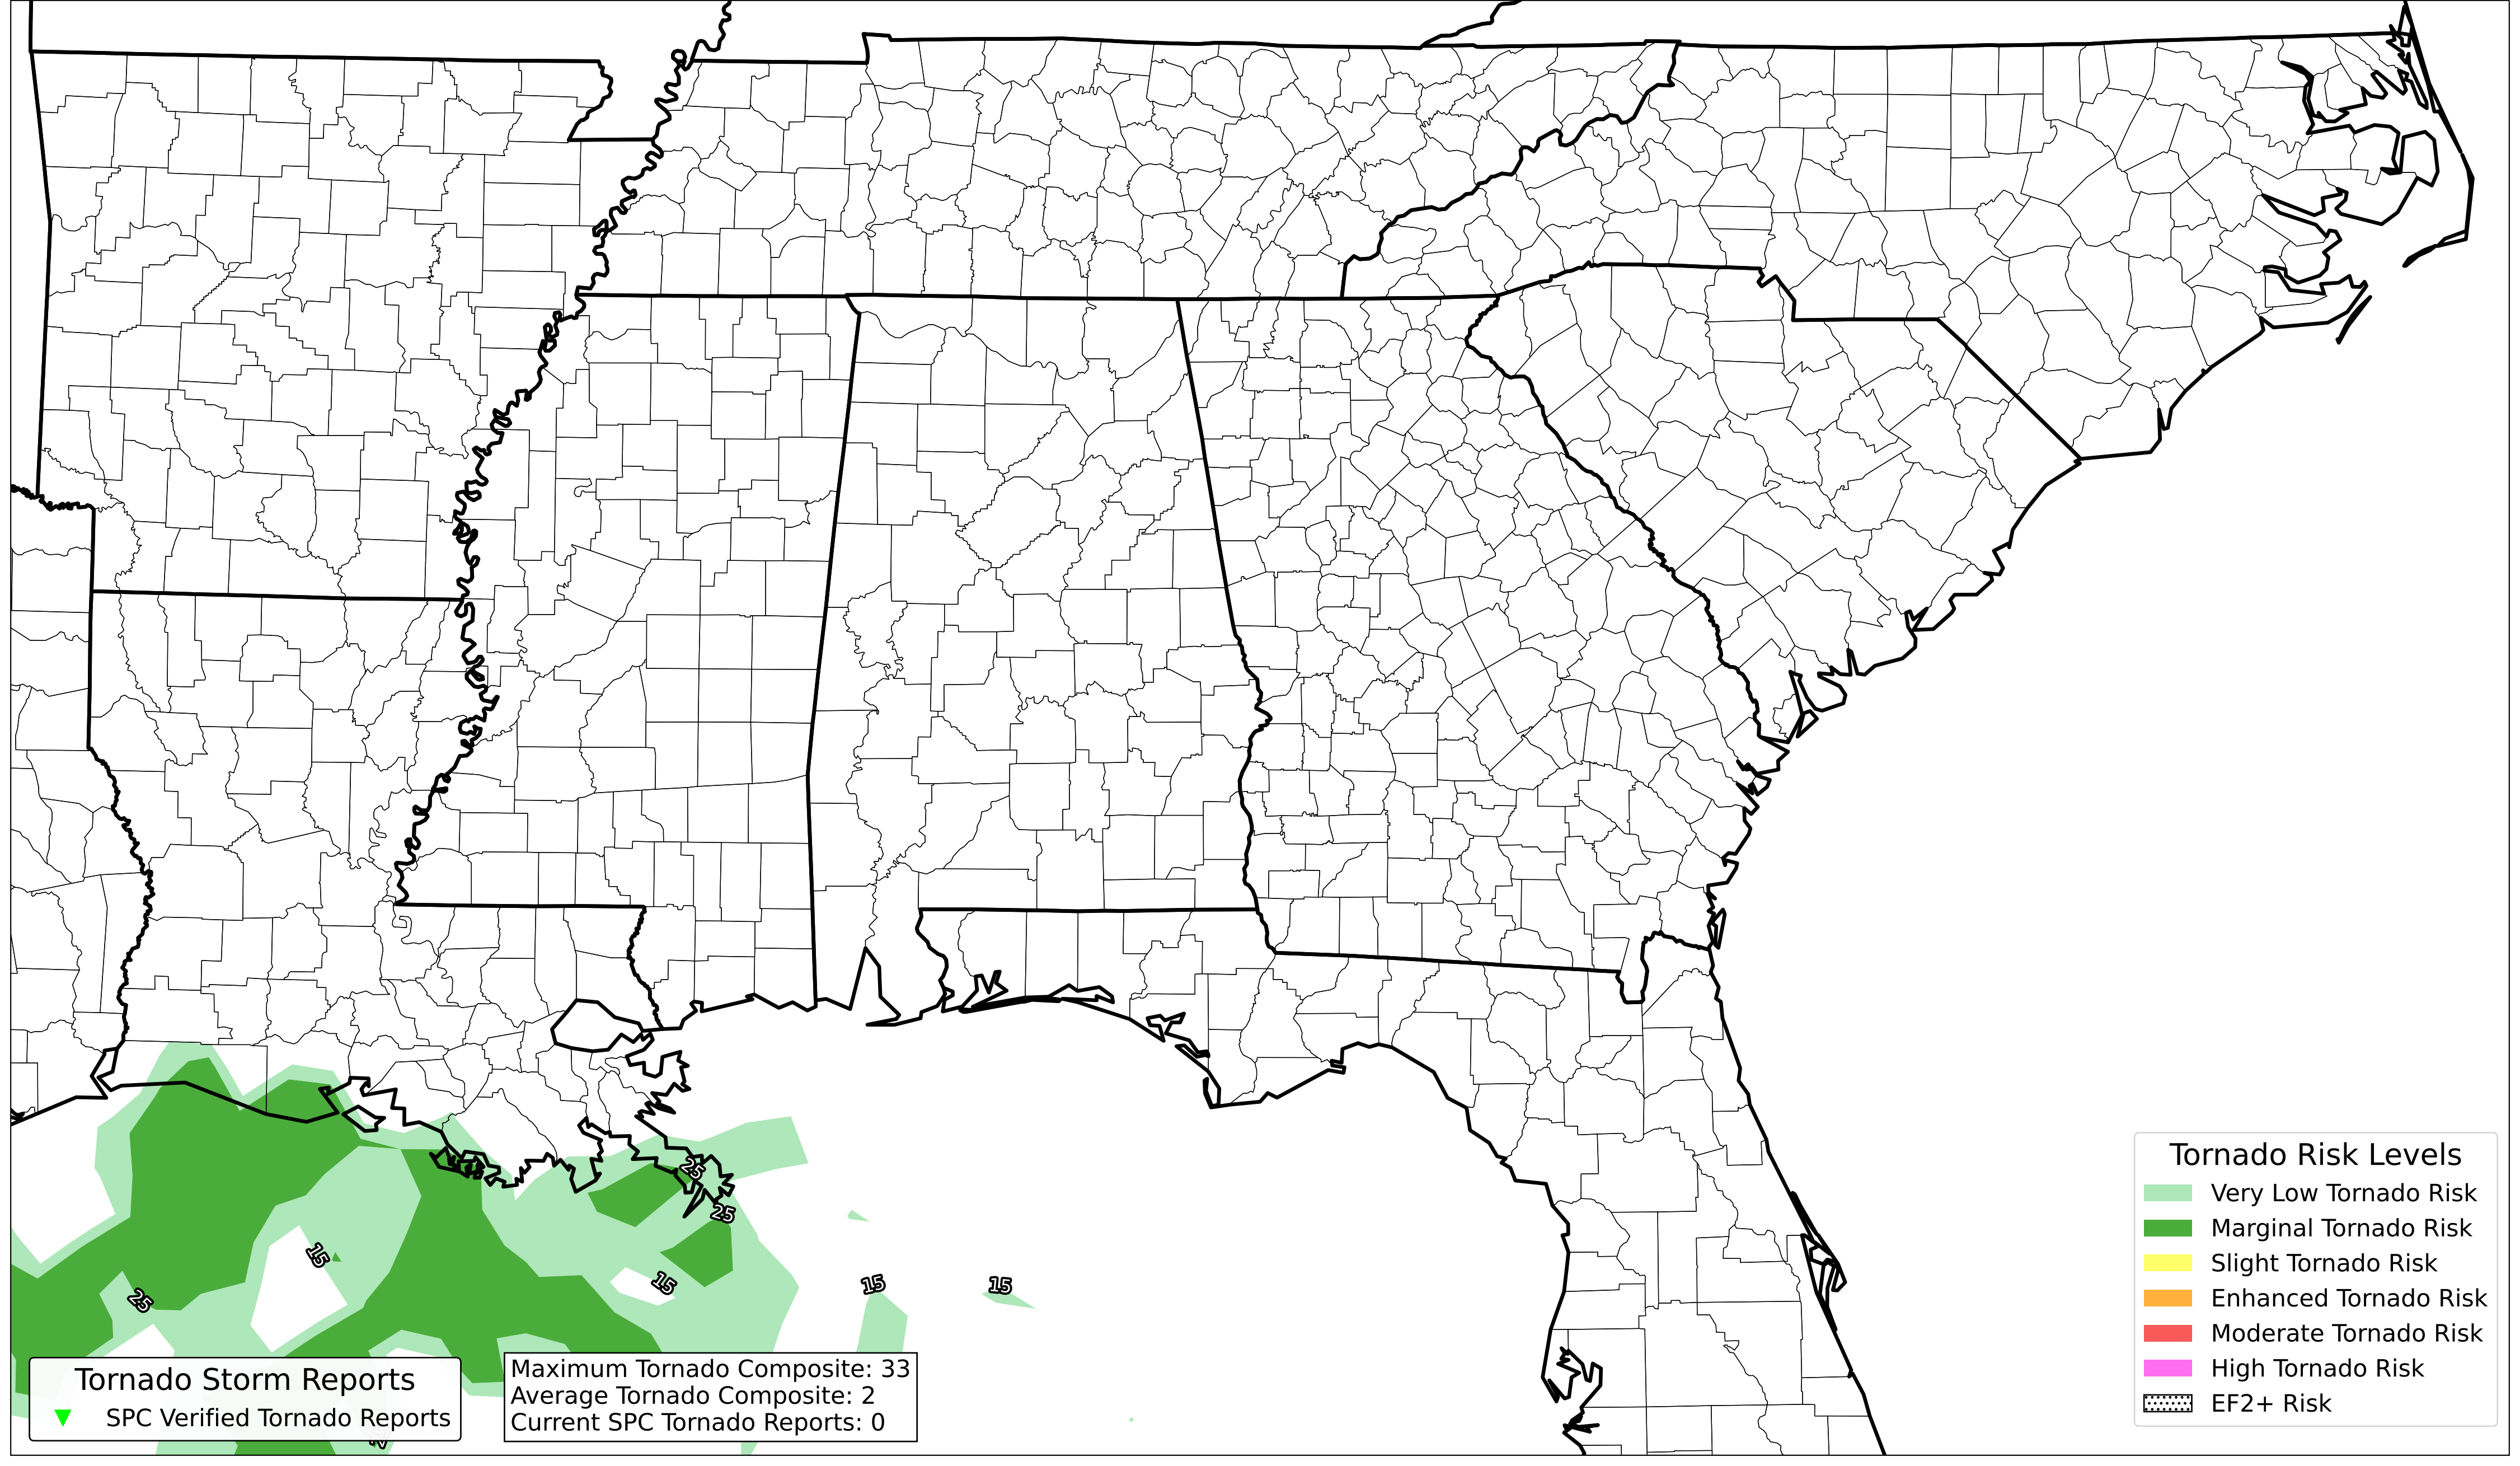 25
25
15
15
15
15
25
Tornado Storm Reports
SPC Verified Tornado Reports
Maximum Tornado Composite: 33
Average Tornado Composite: 2
Current SPC Tornado Reports: 0
Tornado Risk Levels
Very Low Tornado Risk
Marginal Tornado Risk
Slight Tornado Risk
Enhanced Tornado Risk
Moderate Tornado Risk
High Tornado Risk
EF2+ Risk